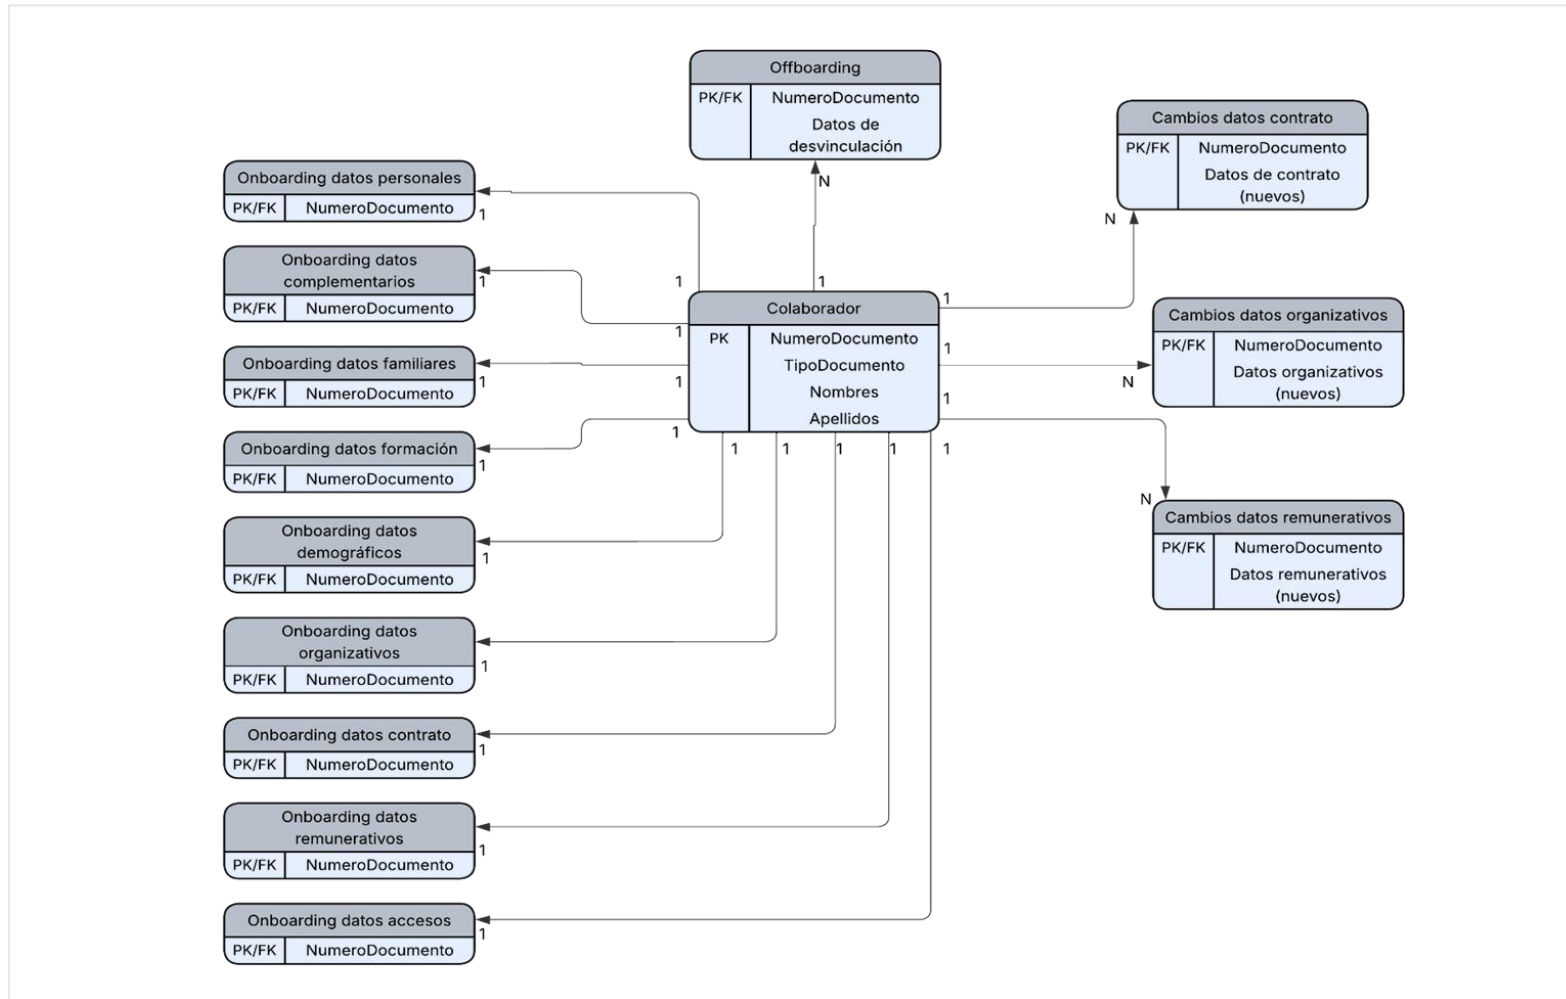 Offboarding
PK/FK NumeroDocumento
Datos de
desvinculación
N
1
Cambios datos contrato
PK/FK NumeroDocumento
Datos de contrato
(nuevos)
N
1
Onboarding datos personales
PK/FK NumeroDocumento
1
1
Onboarding datos
complementarios
PK/FK NumeroDocumento
1
1
Onboarding datos familiares
PK/FK NumeroDocumento
1
1
Onboarding datos formación
PK/FK NumeroDocumento
1
1
Onboarding datos
demográficos
PK/FK NumeroDocumento
1
1
Onboarding datos
organizativos
PK/FK NumeroDocumento
1
1
Onboarding datos contrato
PK/FK NumeroDocumento
1
1
Onboarding datos
remunerativos
PK/FK NumeroDocumento
1
1
Onboarding datos accesos
PK/FK NumeroDocumento
1
1
Colaborador
PK NumeroDocumento
TipoDocumento
Nombres
Apellidos
Cambios datos organizativos
PK/FK NumeroDocumento
Datos organizativos
(nuevos)
1
N
Cambios datos remunerativos
PK/FK NumeroDocumento
Datos remunerativos
(nuevos)
1
N